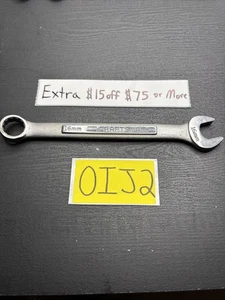 Extra $15 off $75 or More
16mm CRAFTSMAN
OIJ2